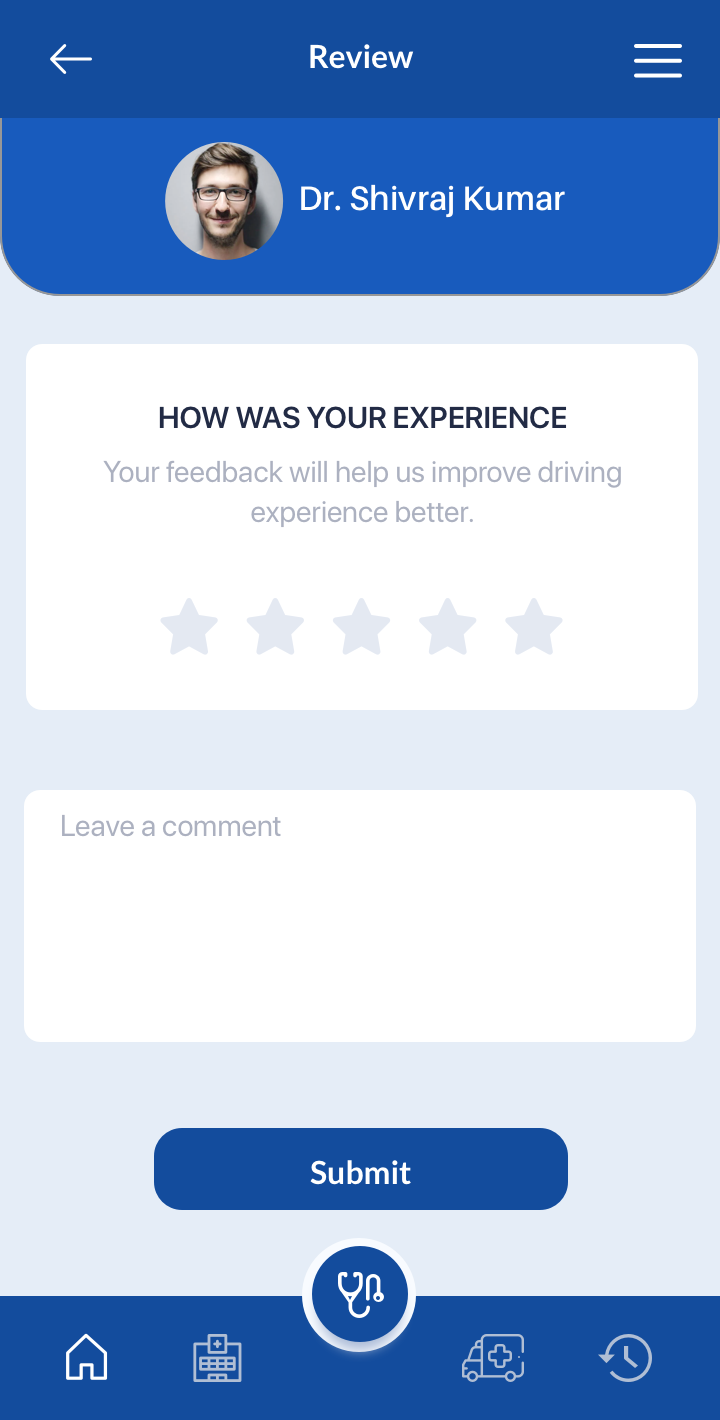 Review
Dr. Shivraj Kumar
HOW WAS YOUR EXPERIENCE
Your feedback will help us improve driving
experience better.
Leave a comment
Submit